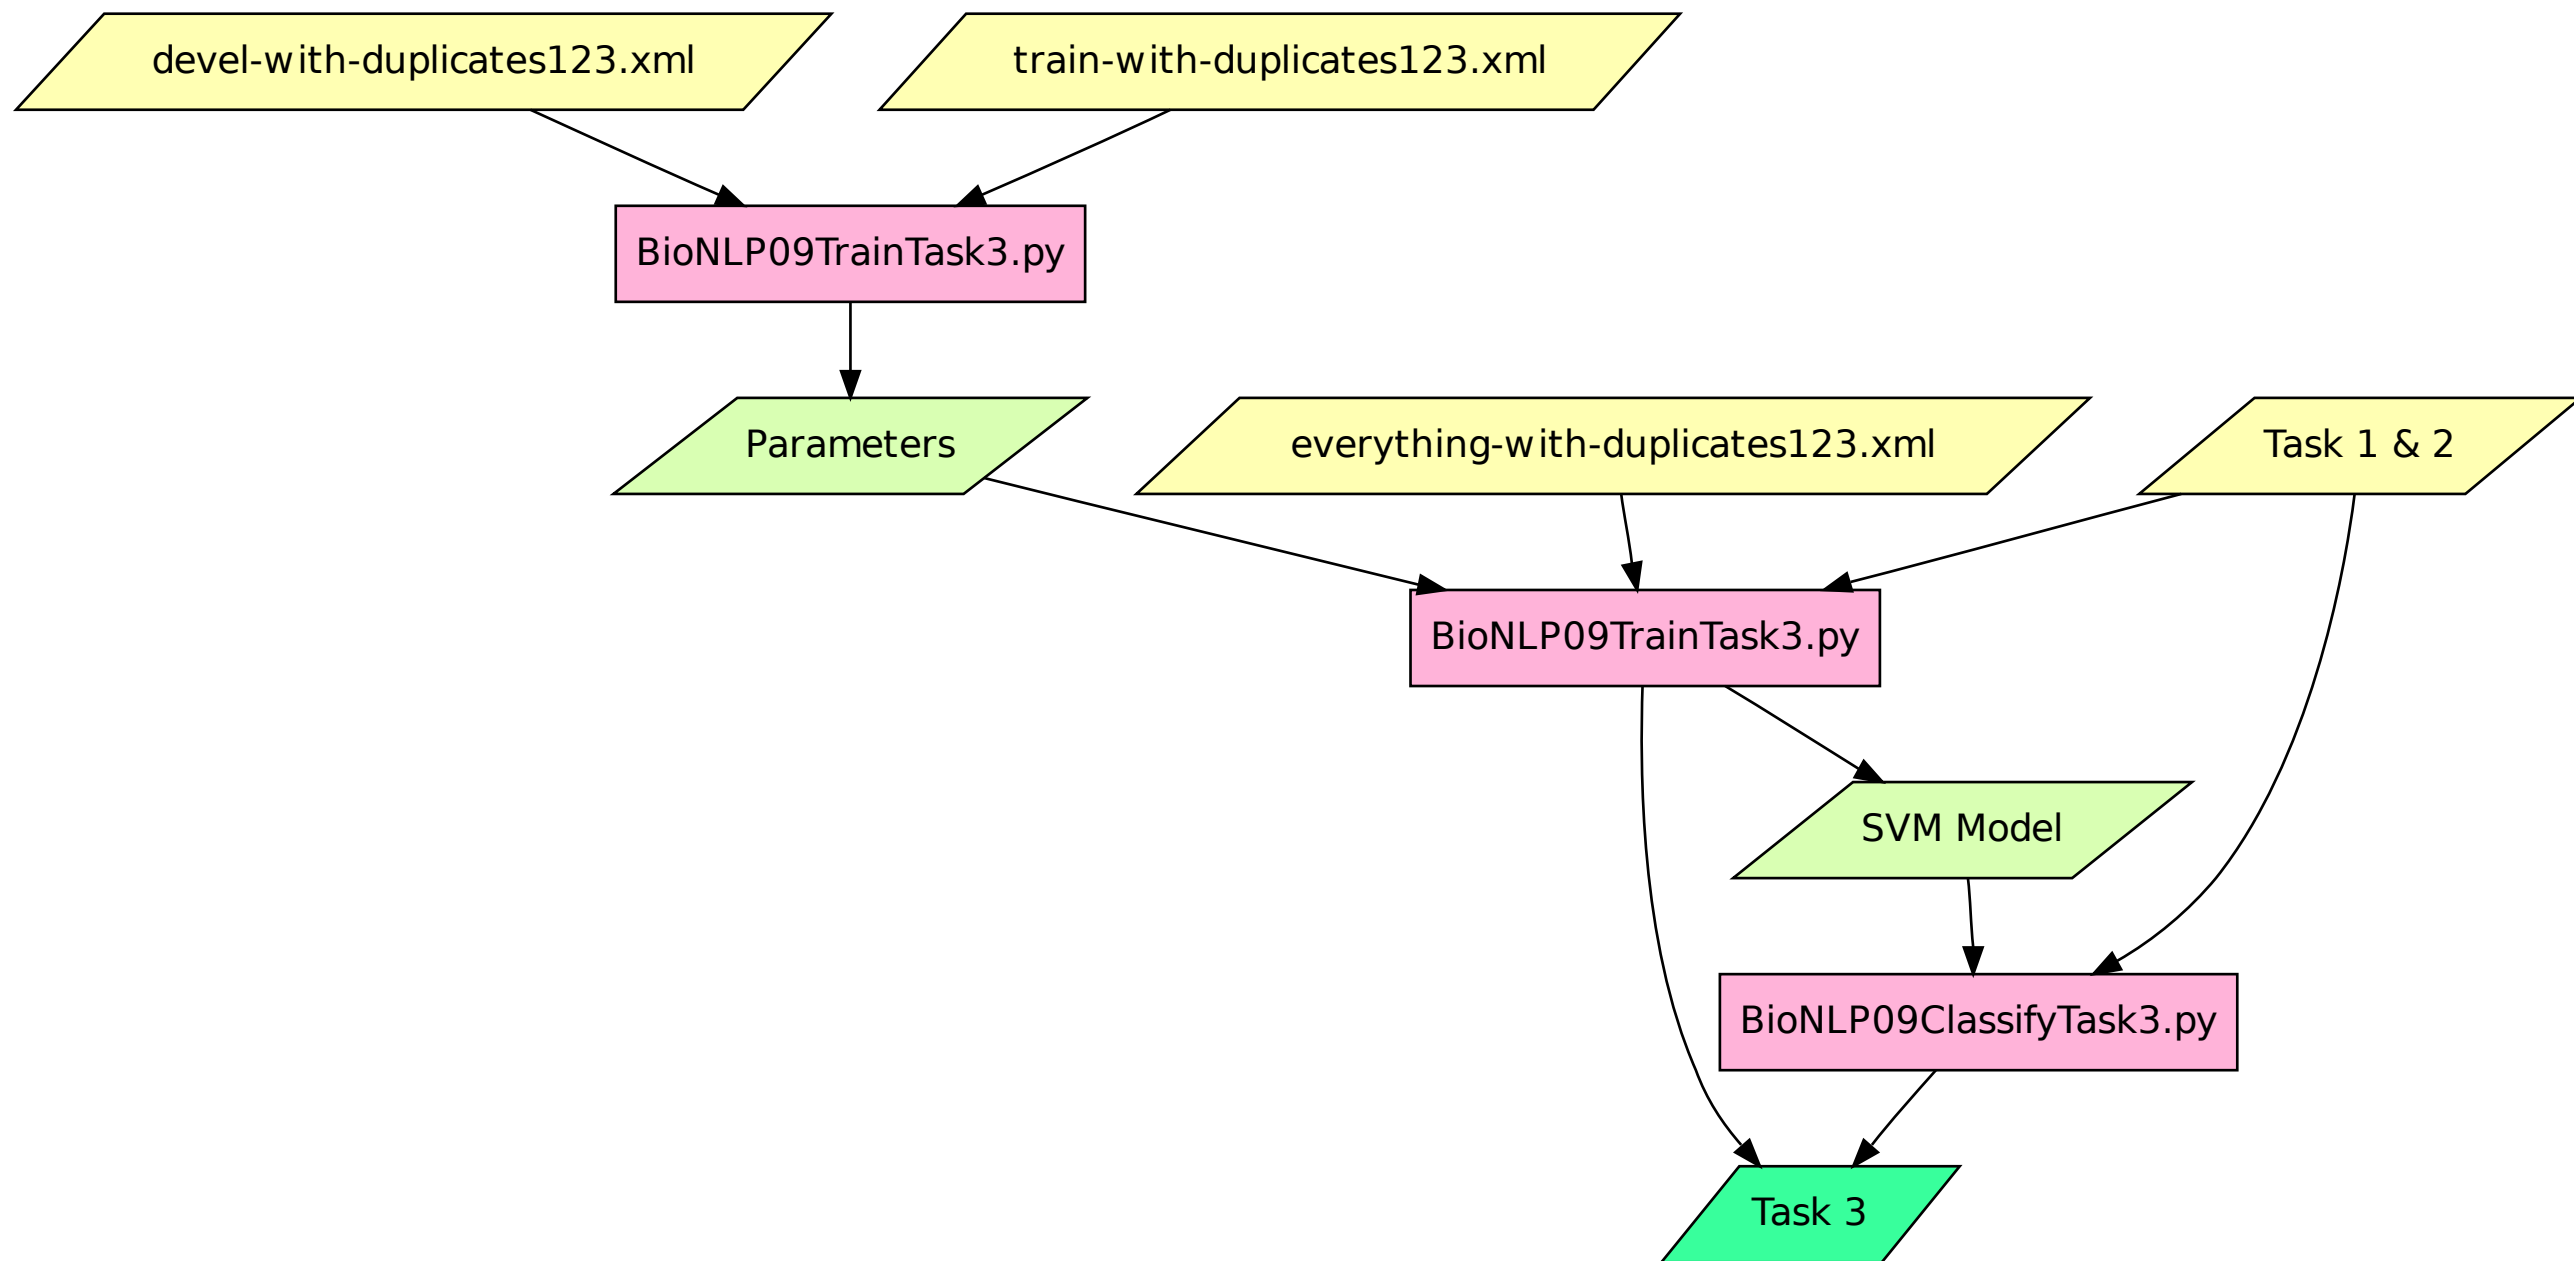 devel-with-duplicates123.xml
train-with-duplicates123.xml
BioNLP09TrainTask3.py
Parameters
everything-with-duplicates123.xml
Task 1 & 2
BioNLP09TrainTask3.py
SVM Model
BioNLP09ClassifyTask3.py
Task 3